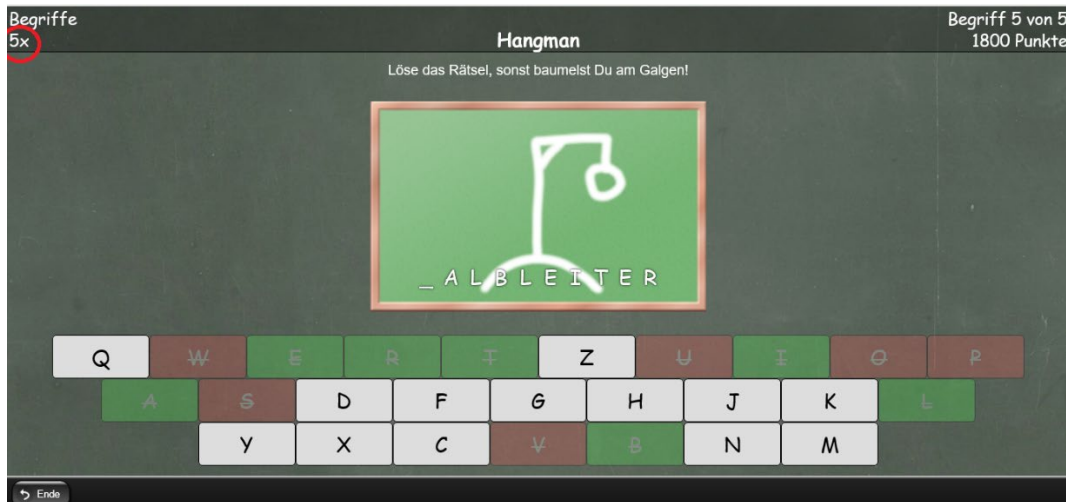 Begriffe
5x
Hangman
Begriff 5 von 5
1800 Punkte
Löse das Rätsel, sonst baumelst Du am Galgen!
_ A L B L E I T E R
Q W E R T Z U I O P
A S D F G H J K L
Y X C V B N M
Ende